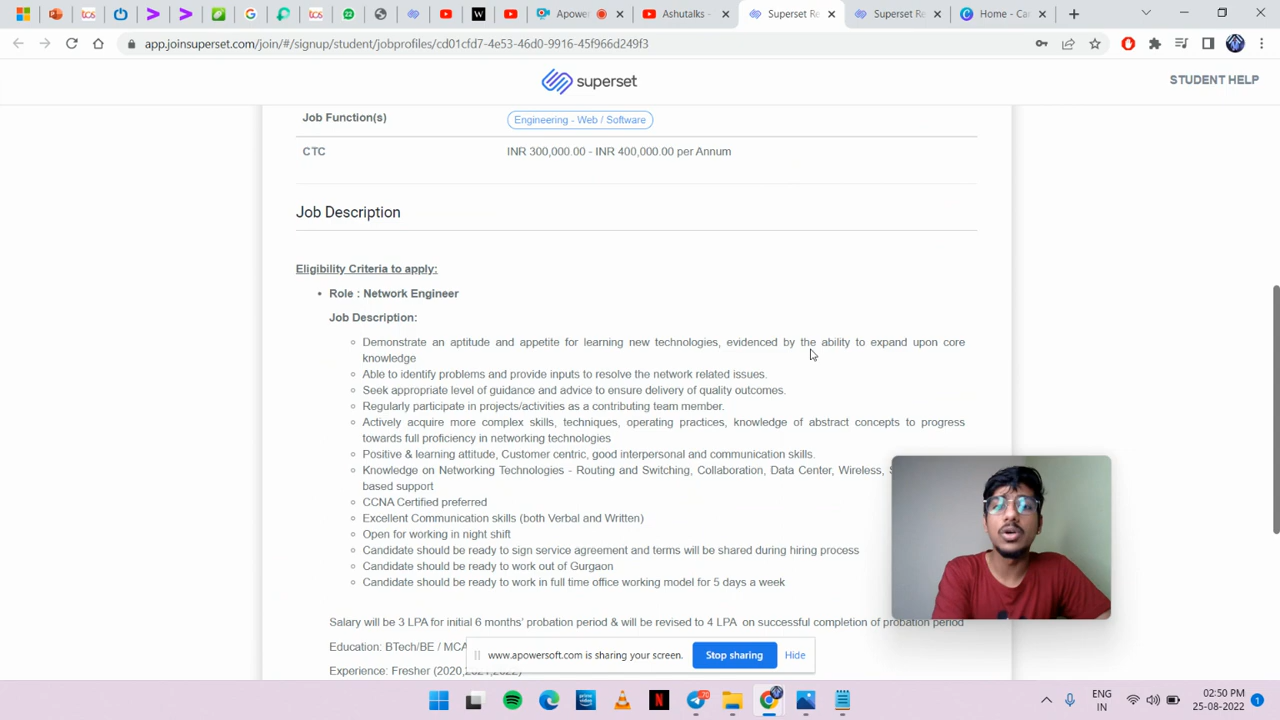 Apower
Ashutalks -
Superset Re
Superset Re
Home - Ca
app.joinsuperset.com/join/#/signup/student/jobprofiles/cd01cfd7-4e53-46d0-9916-45f966d249f3
superset
STUDENT HELP
Job Function(s)
Engineering - Web / Software
CTC
INR 300,000.00 - INR 400,000.00 per Annum
Job Description
Eligibility Criteria to apply:
• Role : Network Engineer
Job Description:
Demonstrate an aptitude and appetite for learning new technologies, evidenced by the ability to expand upon core
knowledge
Able to identify problems and provide inputs to resolve the network related issues.
Seek appropriate level of guidance and advice to ensure delivery of quality outcomes.
Regularly participate in projects/activities as a contributing team member.
Actively acquire more complex skills, techniques, operating practices, knowledge of abstract concepts to progress
towards full proficiency in networking technologies
Positive & learning attitude, Customer centric, good interpersonal and communication skills.
Knowledge on Networking Technologies - Routing and Switching, Collaboration, Data Center, Wireless,
based support
CCNA Certified preferred
Excellent Communication skills (both Verbal and Written)
Open for working in night shift
Candidate should be ready to sign service agreement and terms will be shared during hiring process
Candidate should be ready to work out of Gurgaon
Candidate should be ready to work in full time office working model for 5 days a week
Salary will be 3 LPA for initial 6 months' probation period & will be revised to 4 LPA on successful completion of probation period
Education: BTech/BE / MCA
www.apowersoft.com is sharing your screen.
Stop sharing
Hide
Experience: Fresher (2020,2021,2022)
70
ENG
IN
02:50 PM
25-08-2022
1